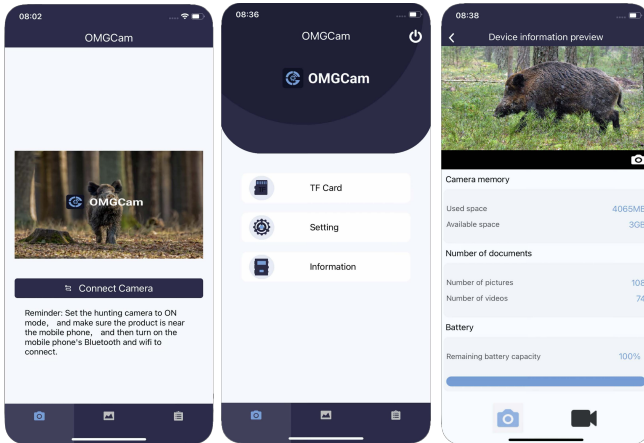 08:02
OMGCam
OMGCam
Connect Camera
Reminder: Set the hunting camera to ON
mode, and make sure the product is near
the mobile phone, and then turn on the
mobile phone's Bluetooth and wifi to
connect.
08:36
OMGCam
OMGCam
TF Card
Setting
Information
08:38
Device information preview
Camera memory
Used space 4065MB
Available space 3GB
Number of documents
Number of pictures 108
Number of videos 74
Battery
Remaining battery capacity 100%